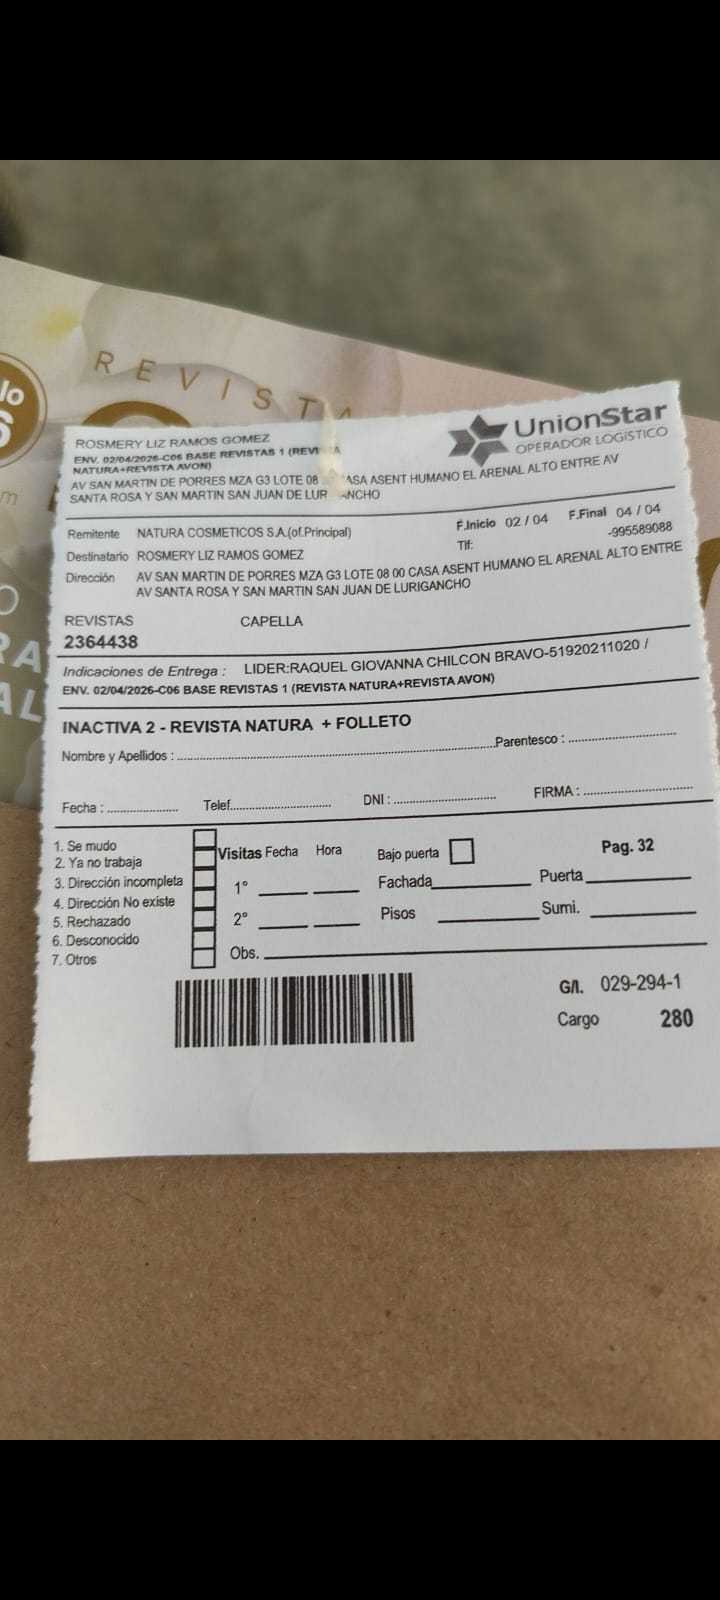 REVISTA
lo
6
m
O
RA
AL
ROSMERY LIZ RAMOS GOMEZ
UnionStar
OPERADOR LOGÍSTICO
ENV. 02/04/2026-C06 BASE REVISTAS 1 (REVISTA
NATURA+REVISTA AVON)
AV SAN MARTIN DE PORRES MZA G3 LOTE 08 CASA ASENT HUMANO EL ARENAL ALTO ENTRE AV
SANTA ROSA Y SAN MARTIN SAN JUAN DE LURIGANCHO
Remitente NATURA COSMETICOS S.A.(of.Principal) F.Inicio 02 / 04 F.Final 04 / 04
Destinatario ROSMERY LIZ RAMOS GOMEZ Tlf: -995589088
Dirección AV SAN MARTIN DE PORRES MZA G3 LOTE 08 00 CASA ASENT HUMANO EL ARENAL ALTO ENTRE
AV SANTA ROSA Y SAN MARTIN SAN JUAN DE LURIGANCHO
REVISTAS CAPELLA
2364438
Indicaciones de Entrega : LIDER:RAQUEL GIOVANNA CHILCON BRAVO-51920211020 /
ENV. 02/04/2026-C06 BASE REVISTAS 1 (REVISTA NATURA+REVISTA AVON)
INACTIVA 2 - REVISTA NATURA + FOLLETO
Nombre y Apellidos : Parentesco :
Fecha : Telef. DNI : FIRMA :
1. Se mudo
2. Ya no trabaja
3. Dirección incompleta
4. Dirección No existe
5. Rechazado
6. Desconocido
7. Otros
Visitas Fecha Hora Bajo puerta Pag. 32
1° Fachada Puerta
2° Pisos Sumi.
Obs.
G/I. 029-294-1
Cargo 280